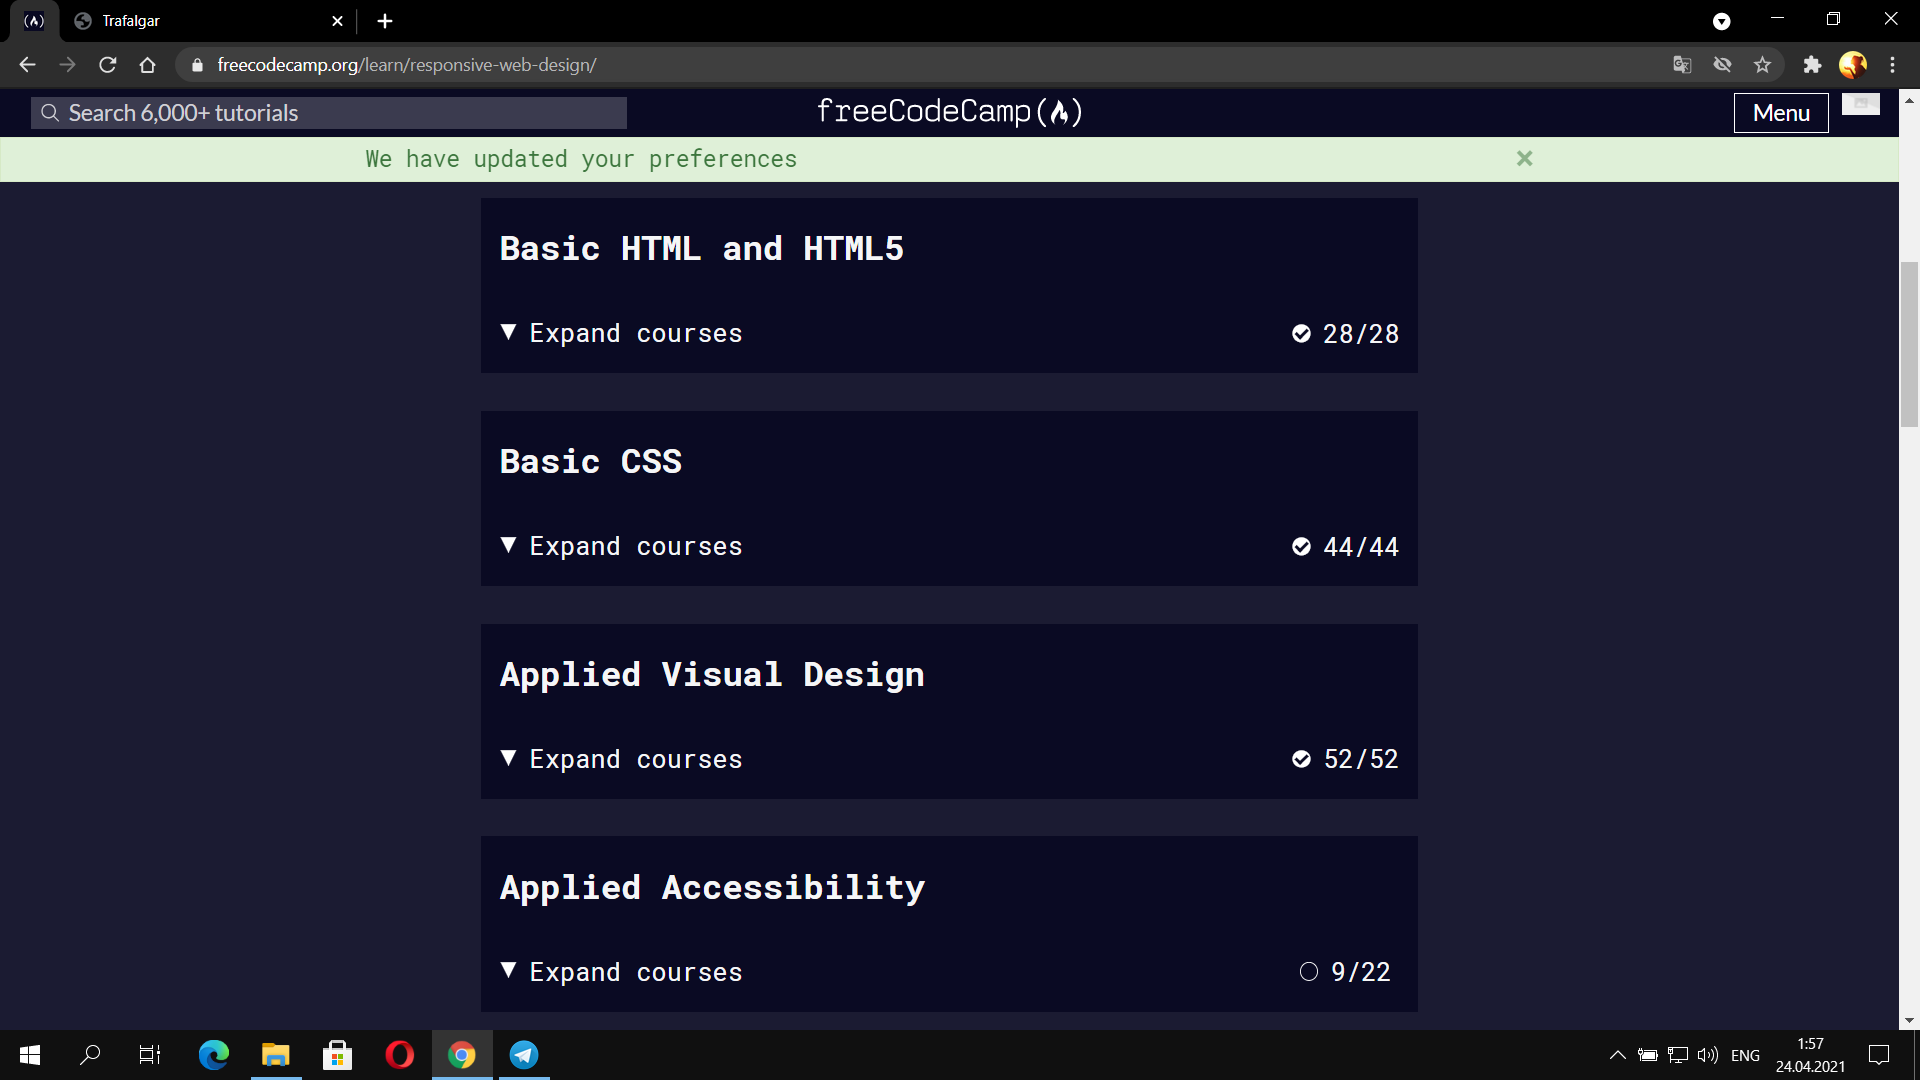 Trafalgar
freecodecamp.org/learn/responsive-web-design/
Search 6,000+ tutorials
freeCodeCamp
Menu
We have updated your preferences
Basic HTML and HTML5
Expand courses 28/28
Basic CSS
Expand courses 44/44
Applied Visual Design
Expand courses 52/52
Applied Accessibility
Expand courses 9/22
ENG
1:57
24.04.2021